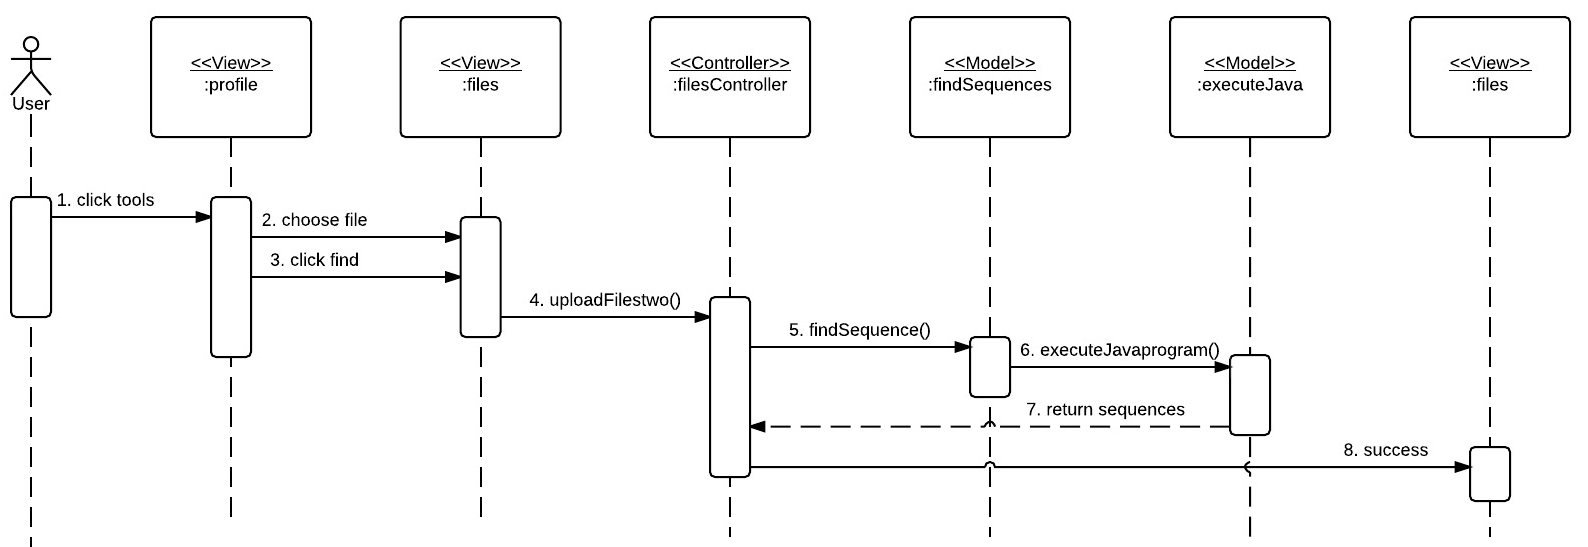 <<View>>
:profile
<<View>>
:files
<<Controller>>
:filesController
<<Model>>
:findSequences
<<Model>>
:executeJava
<<View>>
:files
User
1. click tools
2. choose file
3. click find
4. uploadFilestwo()
5. findSequence()
6. executeJavaprogram()
7. return sequences
8. success